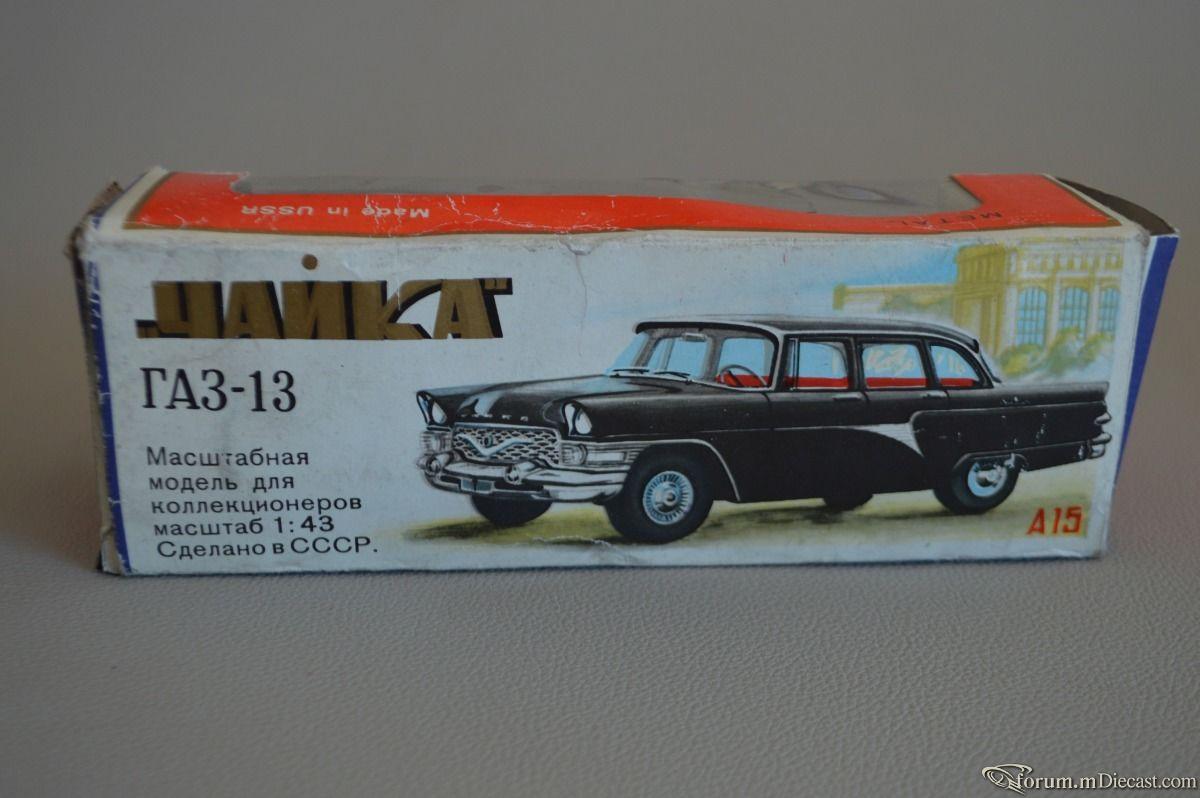 Made in USSR
METAL
„ЧАЙКА"
ГАЗ-13
Масштабная
модель для
коллекционеров
масштаб 1:43
Сделано в СССР.
А15
forum.mDiecast.com